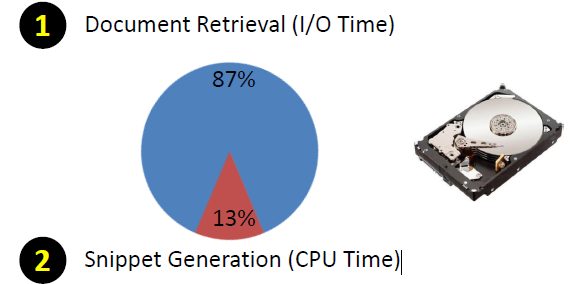 1 Document Retrieval (I/O Time)
87%
13%
2 Snippet Generation (CPU Time)